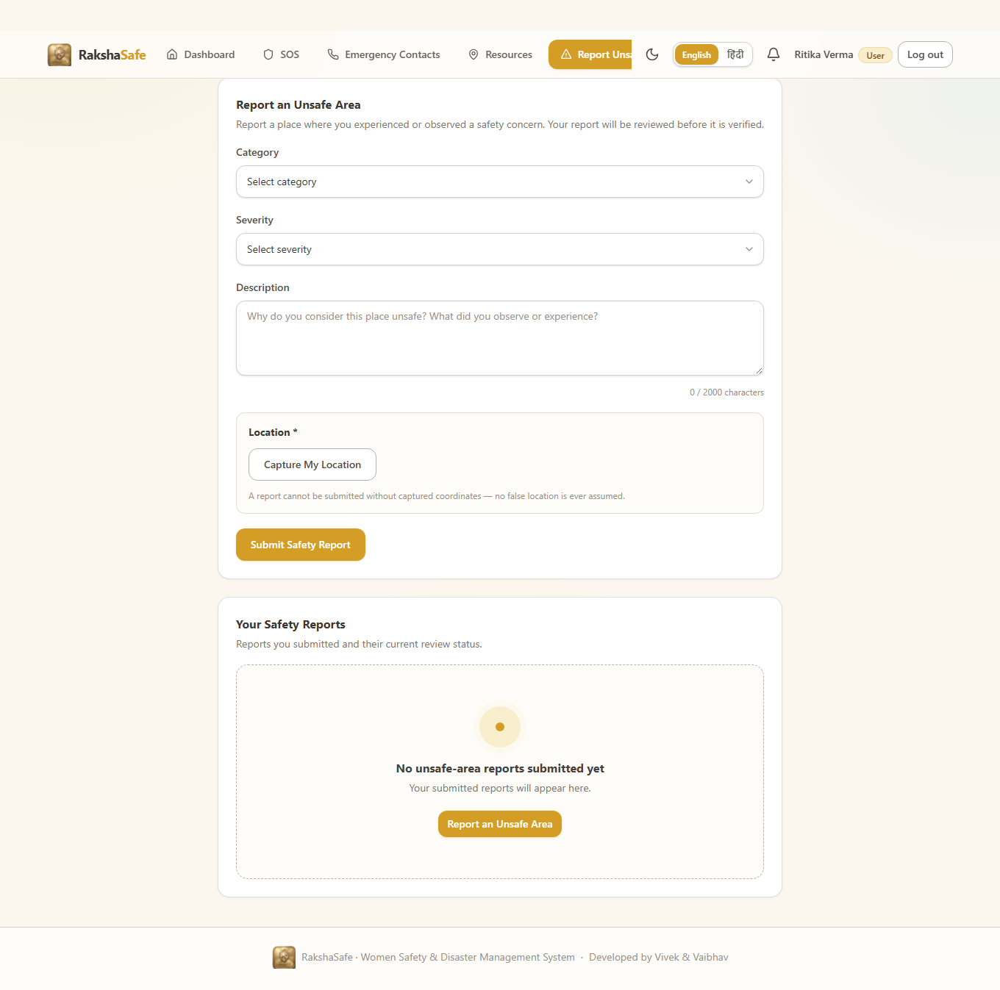 RakshaSafe
Dashboard
SOS
Emergency Contacts
Resources
Report Unsa
English
हिंदी
Ritika Verma
User
Log out
Report an Unsafe Area
Report a place where you experienced or observed a safety concern. Your report will be reviewed before it is verified.
Category
Select category
Severity
Select severity
Description
Why do you consider this place unsafe? What did you observe or experience?
0 / 2000 characters
Location *
Capture My Location
A report cannot be submitted without captured coordinates — no false location is ever assumed.
Submit Safety Report
Your Safety Reports
Reports you submitted and their current review status.
No unsafe-area reports submitted yet
Your submitted reports will appear here.
Report an Unsafe Area
RakshaSafe · Women Safety & Disaster Management System · Developed by Vivek & Vaibhav